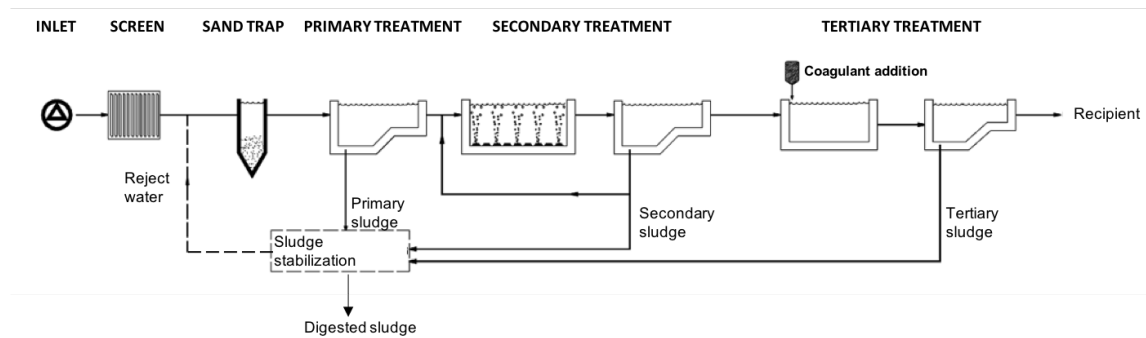 INLET
SCREEN
SAND TRAP
PRIMARY TREATMENT
SECONDARY TREATMENT
TERTIARY TREATMENT
Coagulant addition
Recipient
Reject
water
Primary
sludge
Secondary
sludge
Tertiary
sludge
Sludge
stabilization
Digested sludge